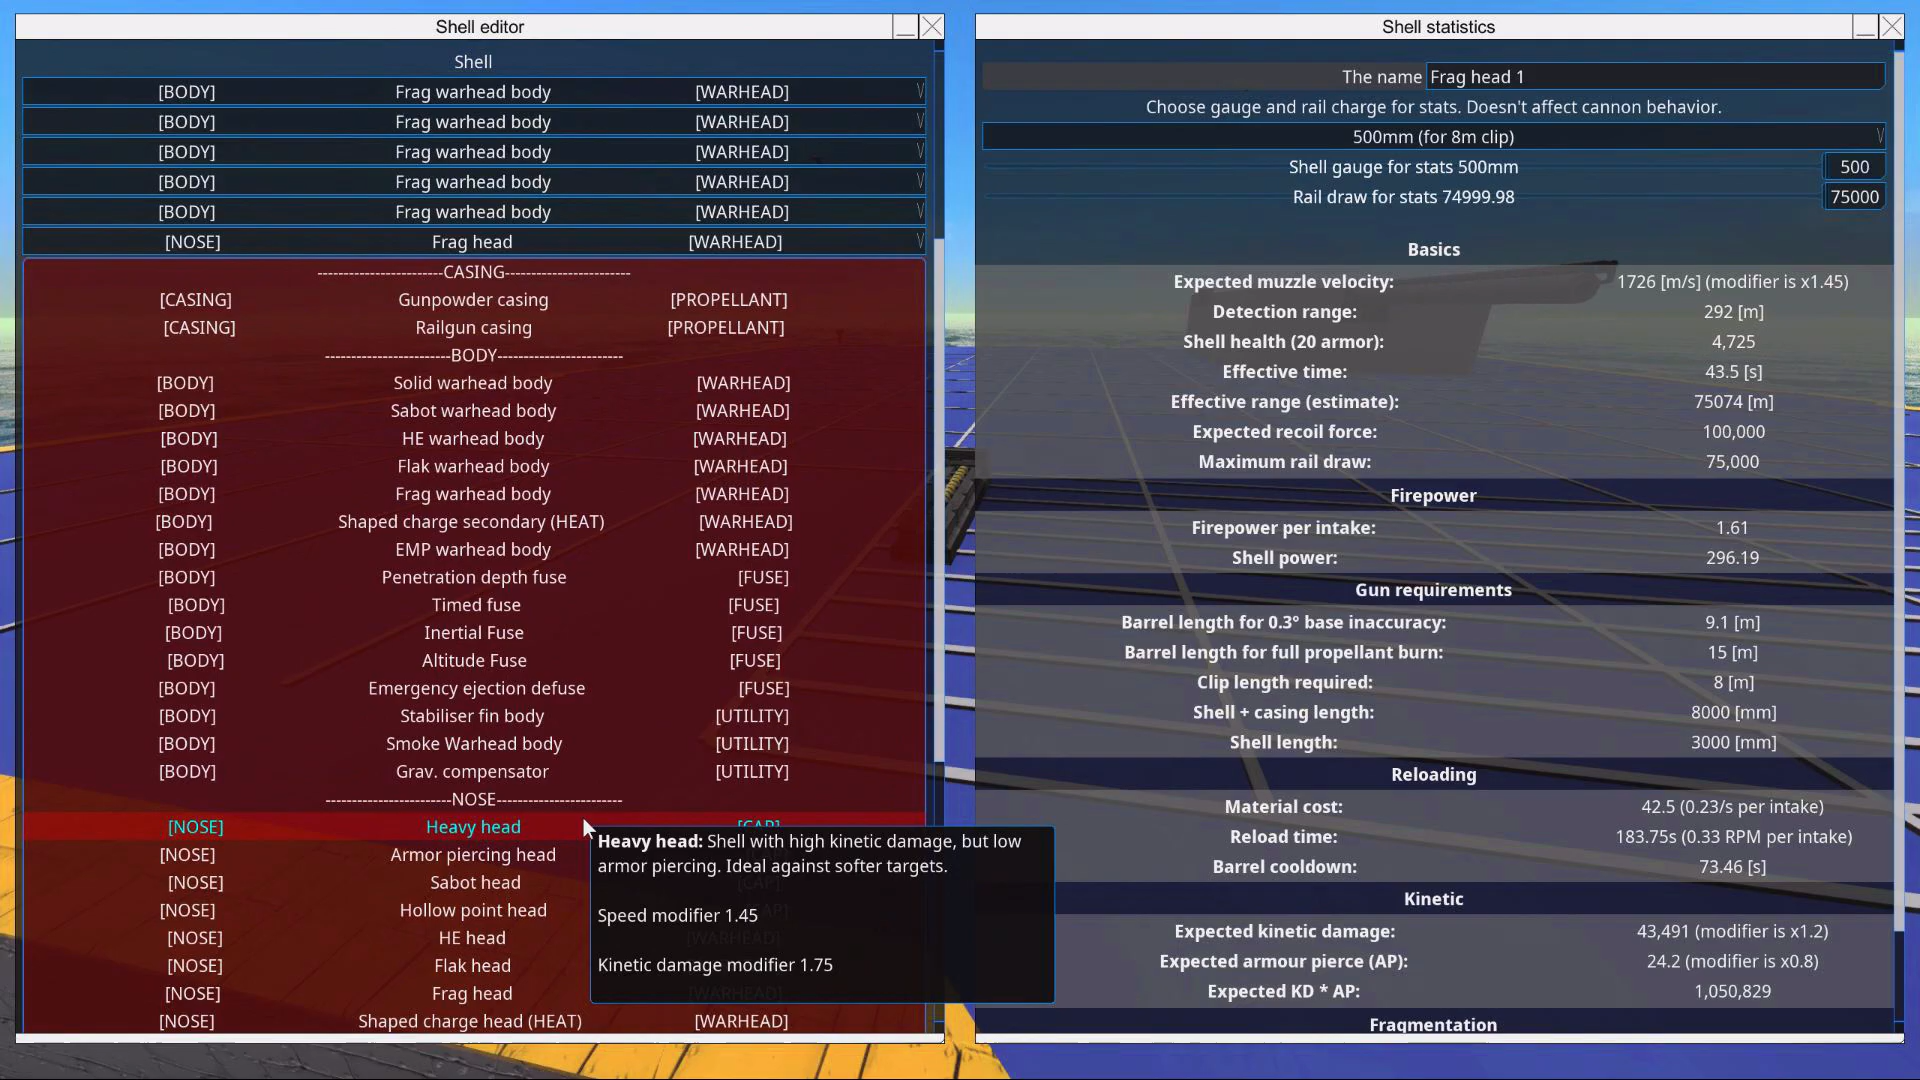 Shell editor
Shell
[BODY] Frag warhead body [WARHEAD]
[BODY] Frag warhead body [WARHEAD]
[BODY] Frag warhead body [WARHEAD]
[BODY] Frag warhead body [WARHEAD]
[BODY] Frag warhead body [WARHEAD]
[NOSE] Frag head [WARHEAD]
------------------------CASING------------------------
[CASING] Gunpowder casing [PROPELLANT]
[CASING] Railgun casing [PROPELLANT]
------------------------BODY------------------------
[BODY] Solid warhead body [WARHEAD]
[BODY] Sabot warhead body [WARHEAD]
[BODY] HE warhead body [WARHEAD]
[BODY] Flak warhead body [WARHEAD]
[BODY] Frag warhead body [WARHEAD]
[BODY] Shaped charge secondary (HEAT) [WARHEAD]
[BODY] EMP warhead body [WARHEAD]
[BODY] Penetration depth fuse [FUSE]
[BODY] Timed fuse [FUSE]
[BODY] Inertial Fuse [FUSE]
[BODY] Altitude Fuse [FUSE]
[BODY] Emergency ejection defuse [FUSE]
[BODY] Stabiliser fin body [UTILITY]
[BODY] Smoke Warhead body [UTILITY]
[BODY] Grav. compensator [UTILITY]
------------------------NOSE------------------------
[NOSE] Heavy head [CAP]
[NOSE] Armor piercing head
[NOSE] Sabot head [CAP]
[NOSE] Hollow point head [CAP]
[NOSE] HE head [WARHEAD]
[NOSE] Flak head
[NOSE] Frag head [WARHEAD]
[NOSE] Shaped charge head (HEAT) [WARHEAD]
Heavy head: Shell with high kinetic damage, but low
armor piercing. Ideal against softer targets.
Speed modifier 1.45
Kinetic damage modifier 1.75
Shell statistics
The name Frag head 1
Choose gauge and rail charge for stats. Doesn't affect cannon behavior.
500mm (for 8m clip)
Shell gauge for stats 500mm 500
Rail draw for stats 74999.98 75000
Basics
Expected muzzle velocity: 1726 [m/s] (modifier is x1.45)
Detection range: 292 [m]
Shell health (20 armor): 4,725
Effective time: 43.5 [s]
Effective range (estimate): 75074 [m]
Expected recoil force: 100,000
Maximum rail draw: 75,000
Firepower
Firepower per intake: 1.61
Shell power: 296.19
Gun requirements
Barrel length for 0.3° base inaccuracy: 9.1 [m]
Barrel length for full propellant burn: 15 [m]
Clip length required: 8 [m]
Shell + casing length: 8000 [mm]
Shell length: 3000 [mm]
Reloading
Material cost: 42.5 (0.23/s per intake)
Reload time: 183.75s (0.33 RPM per intake)
Barrel cooldown: 73.46 [s]
Kinetic
Expected kinetic damage: 43,491 (modifier is x1.2)
Expected armour pierce (AP): 24.2 (modifier is x0.8)
Expected KD * AP: 1,050,829
Fragmentation